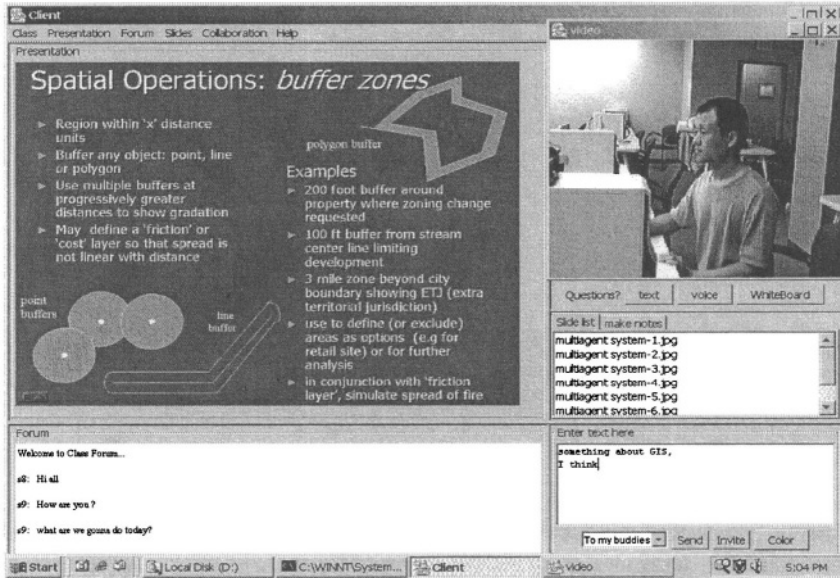 Client
Class Presentation Forum Slides Collaboration Help
Presentation
Spatial Operations: buffer zones
► Region within 'x' distance
units
► Buffer any object: point, line
or polygon
► Use multiple buffers at
progressively greater
distances to show gradation
► May define a 'friction' or
'cost' layer so that spread is
not linear with distance
point
buffers
line
buffer
polygon buffer
Examples
► 200 foot buffer around
property where zoning change
requested
► 100 ft buffer from stream
center line limiting
development
► 3 mile zone beyond city
boundary showing ETJ (extra
territorial jurisdiction)
► use to define (or exclude)
areas as options (e.g for
retail site) or for further
analysis
► in conjunction with 'friction
layer', simulate spread of fire
video
Questions? text voice WhiteBoard
Slide list make notes
multiagent system-1.jpg
multiagent system-2.jpg
multiagent system-3.jpg
multiagent system-4.jpg
multiagent system-5.jpg
multiagent system-6.jpg
Forum
Welcome to Class Forum...
s8: Hi all
s9: How are you ?
s9: what are we gonna do today?
Enter text here
something about GIS,
I think
To my buddies Send Invite Color
Start Local Disk (D:) C:\WINNT\System... Client video 5:04 PM